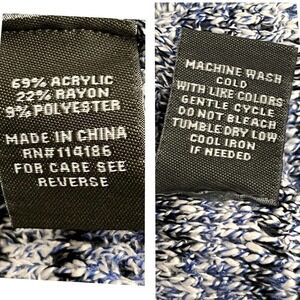 69% ACRYLIC
22% RAYON
9% POLYESTER
MADE IN CHINA
RN#114186
FOR CARE SEE
REVERSE
MACHINE WASH
COLD
WITH LIKE COLORS
GENTLE CYCLE
DO NOT BLEACH
TUMBLE DRY LOW
COOL IRON
IF NEEDED